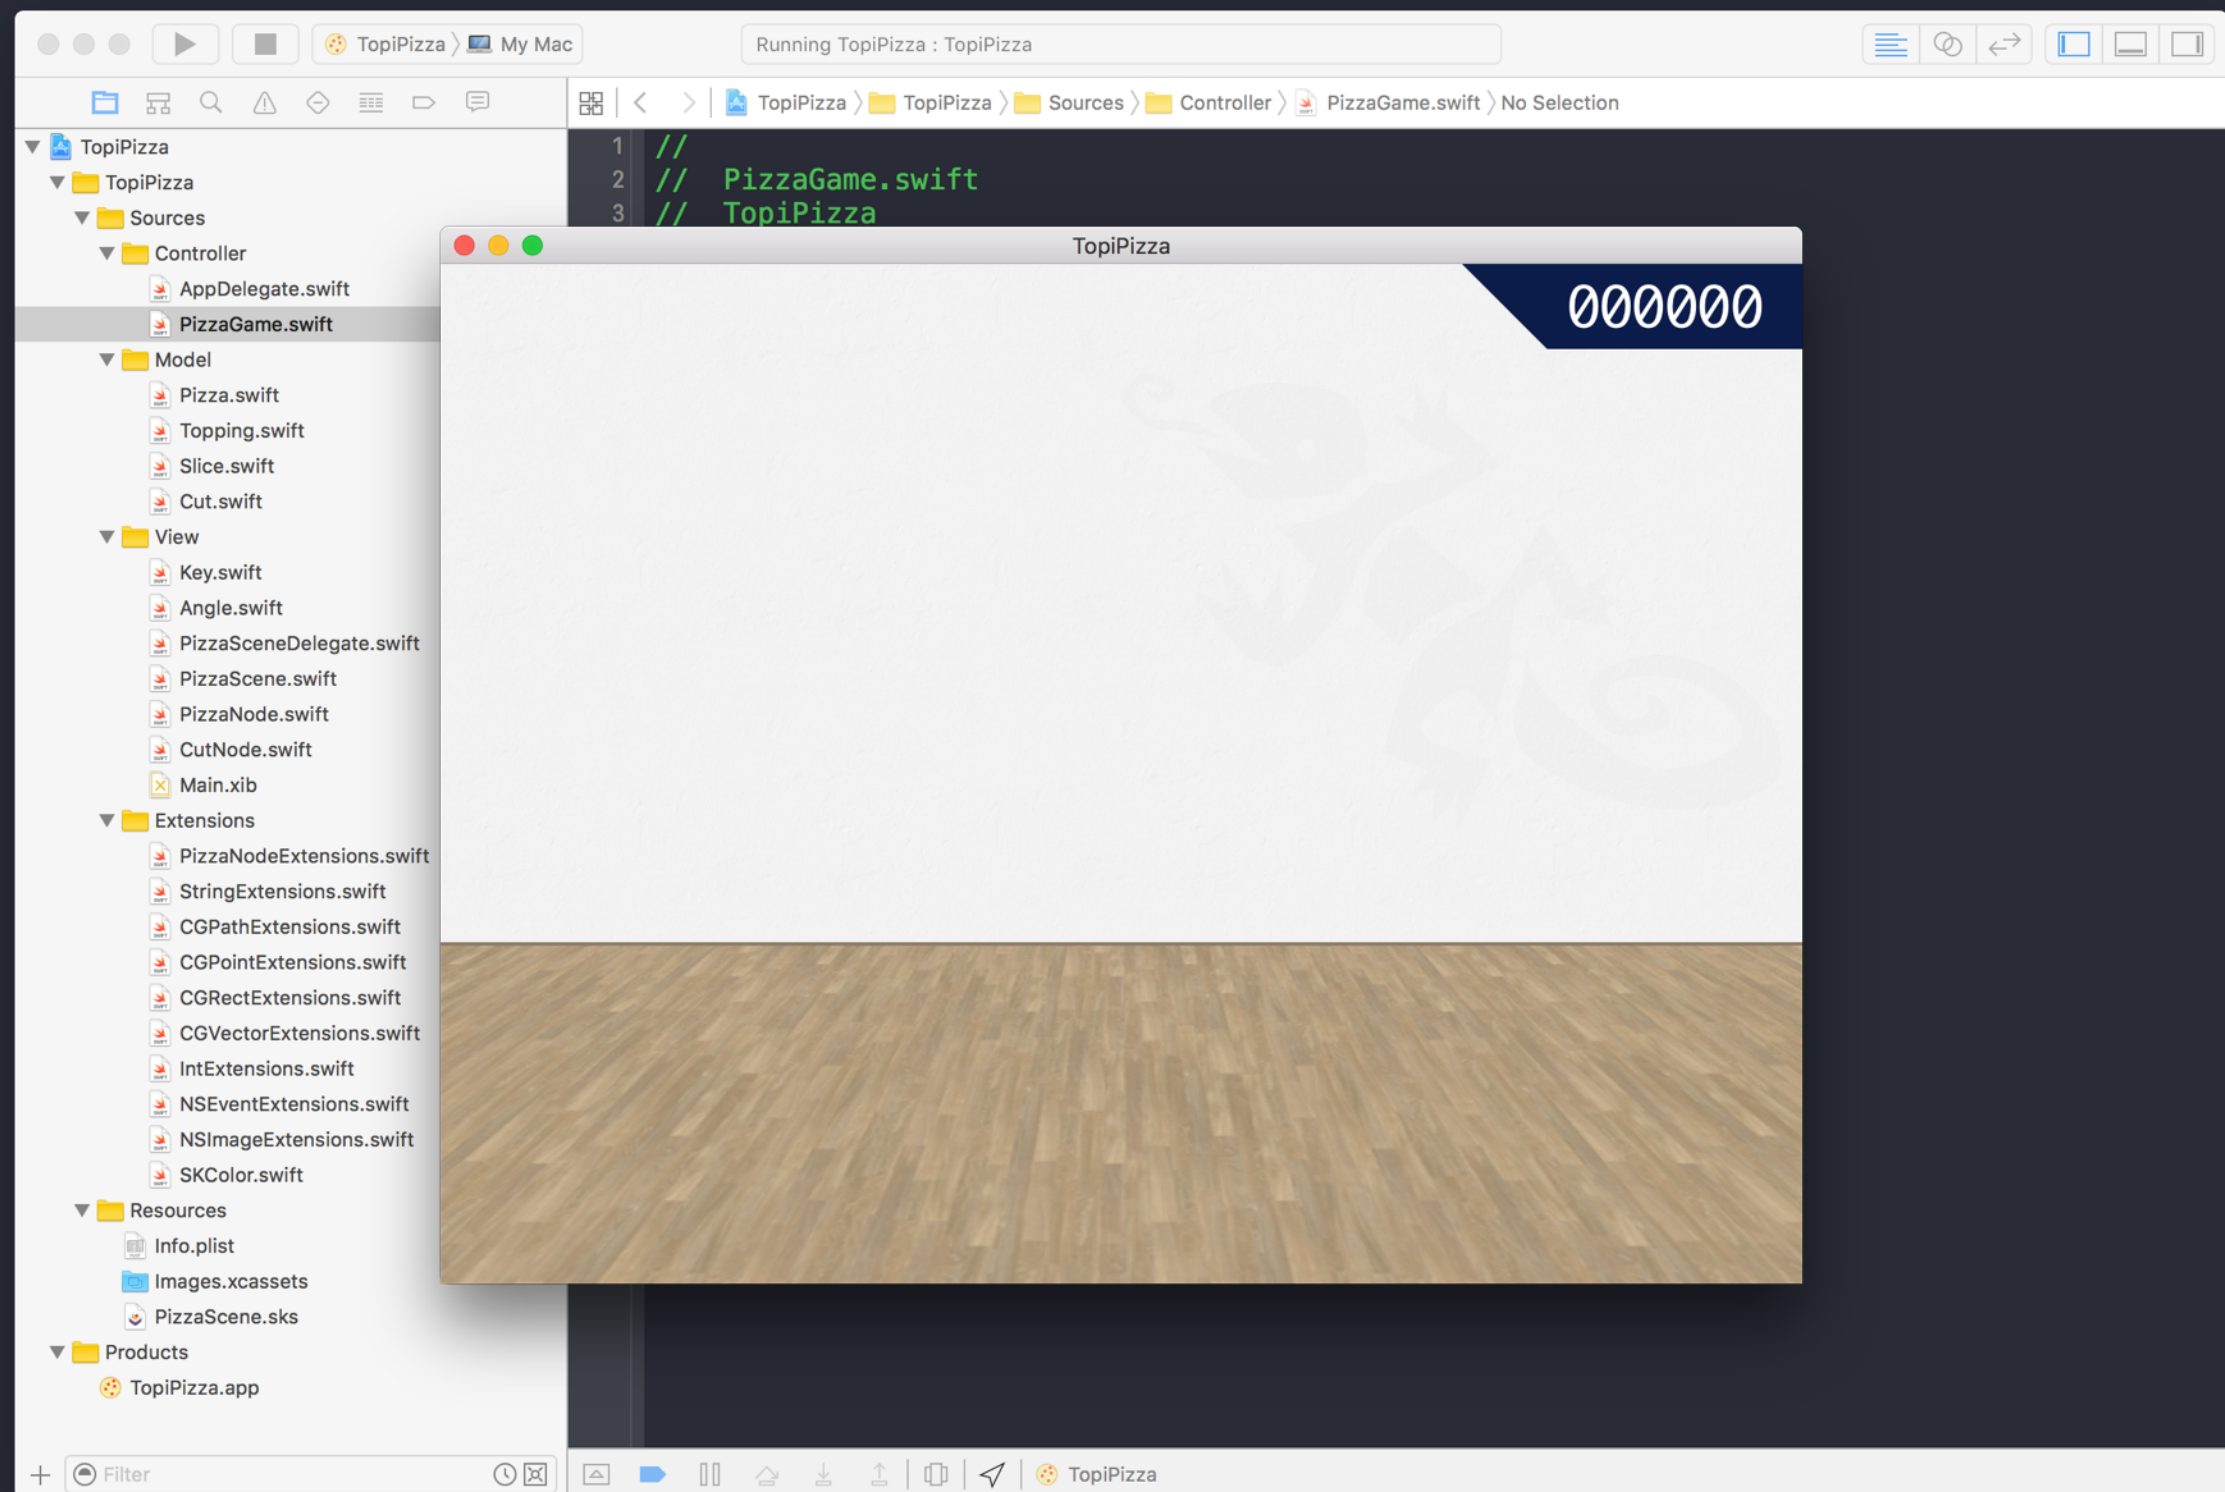 TopiPizza My Mac
Running TopiPizza : TopiPizza
TopiPizza TopiPizza Sources Controller PizzaGame.swift No Selection
TopiPizza
TopiPizza
Sources
Controller
AppDelegate.swift
PizzaGame.swift
Model
Pizza.swift
Topping.swift
Slice.swift
Cut.swift
View
Key.swift
Angle.swift
PizzaSceneDelegate.swift
PizzaScene.swift
PizzaNode.swift
CutNode.swift
Main.xib
Extensions
PizzaNodeExtensions.swift
StringExtensions.swift
CGPathExtensions.swift
CGPointExtensions.swift
CGRectExtensions.swift
CGVectorExtensions.swift
IntExtensions.swift
NSEventExtensions.swift
NSImageExtensions.swift
SKColor.swift
Resources
Info.plist
Images.xcassets
PizzaScene.sks
Products
TopiPizza.app
Filter
1 //
2 // PizzaGame.swift
3 // TopiPizza
TopiPizza
000000
TopiPizza